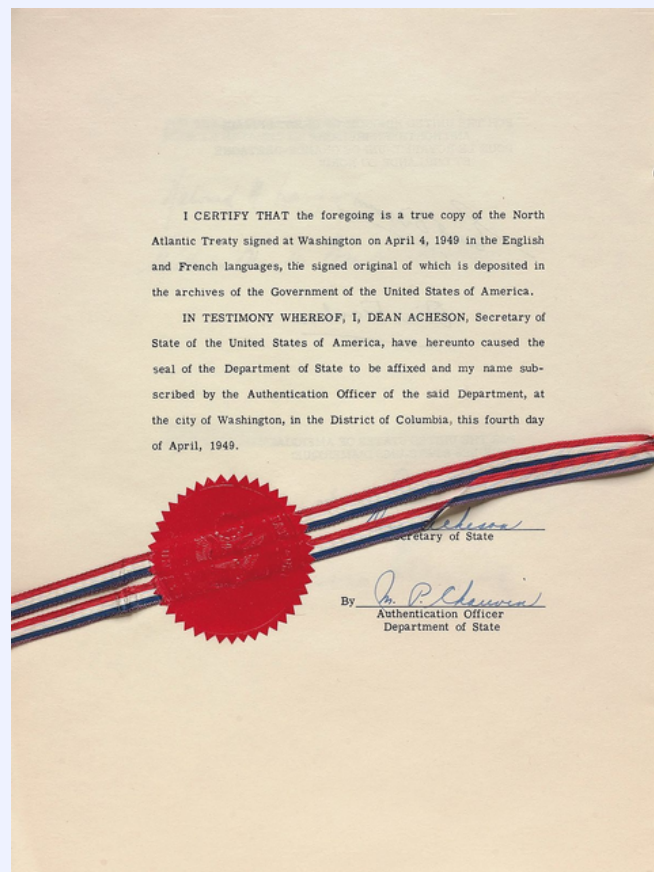 I CERTIFY THAT the foregoing is a true copy of the North
Atlantic Treaty signed at Washington on April 4, 1949 in the English
and French languages, the signed original of which is deposited in
the archives of the Government of the United States of America.
IN TESTIMONY WHEREOF, I, DEAN ACHESON, Secretary of
State of the United States of America, have hereunto caused the
seal of the Department of State to be affixed and my name sub-
scribed by the Authentication Officer of the said Department, at
the city of Washington, in the District of Columbia, this fourth day
of April, 1949.
Acheson
cretary of State
By M. P. Chauvin
Authentication Officer
Department of State